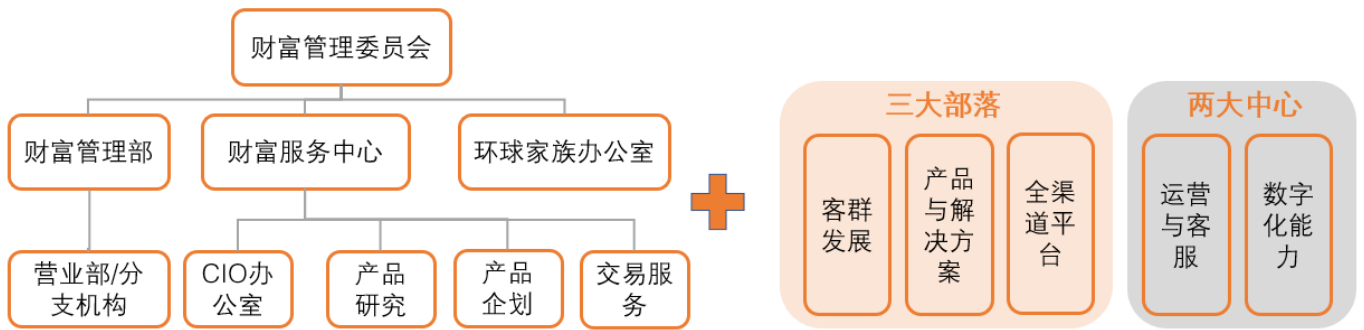 财富管理委员会
财富管理部
财富服务中心
环球家族办公室
营业部/分
支机构
CIO办
公室
产品
研究
产品
企划
交易服
务
三大部落
客群
发展
产品
与解
决方
案
全渠
道平
台
两大中心
运营
与客
服
数字
化能
力